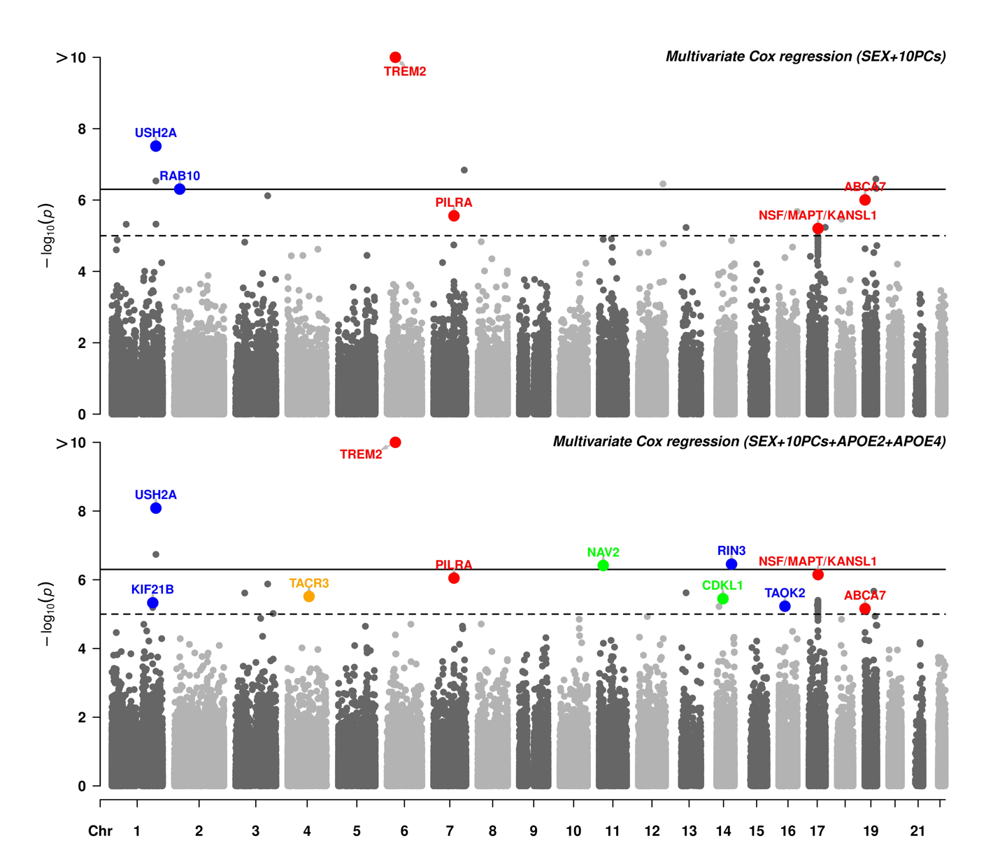 >10
Multivariate Cox regression (SEX+10PCs)
TREM2
8
USH2A
RAB10
ABCA7
6
PILRA
NSF/MAPT/KANSL1
−log10(p)
4
2
0
>10
Multivariate Cox regression (SEX+10PCs+APOE2+APOE4)
TREM2
USH2A
8
NAV2
RIN3
NSF/MAPT/KANSL1
PILRA
6
KIF21B
TACR3
CDKL1
TAOK2
ABCA7
−log10(p)
4
2
0
Chr 1 2 3 4 5 6 7 8 9 10 11 12 13 14 15 16 17 19 21